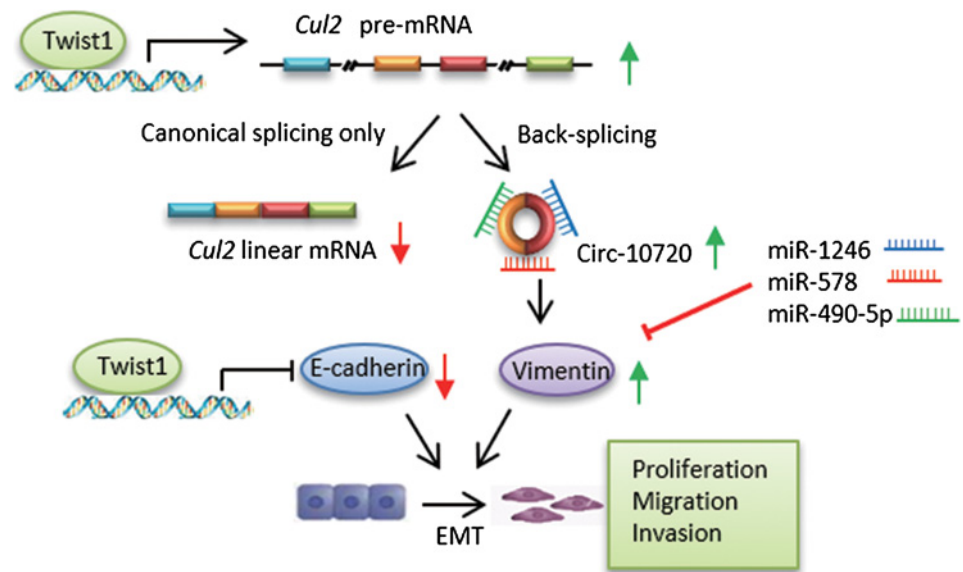 Twist1
Cul2 pre-mRNA
Canonical splicing only
Back-splicing
Cul2 linear mRNA
Circ-10720
miR-1246
miR-578
miR-490-5p
Twist1
E-cadherin
Vimentin
EMT
Proliferation
Migration
Invasion